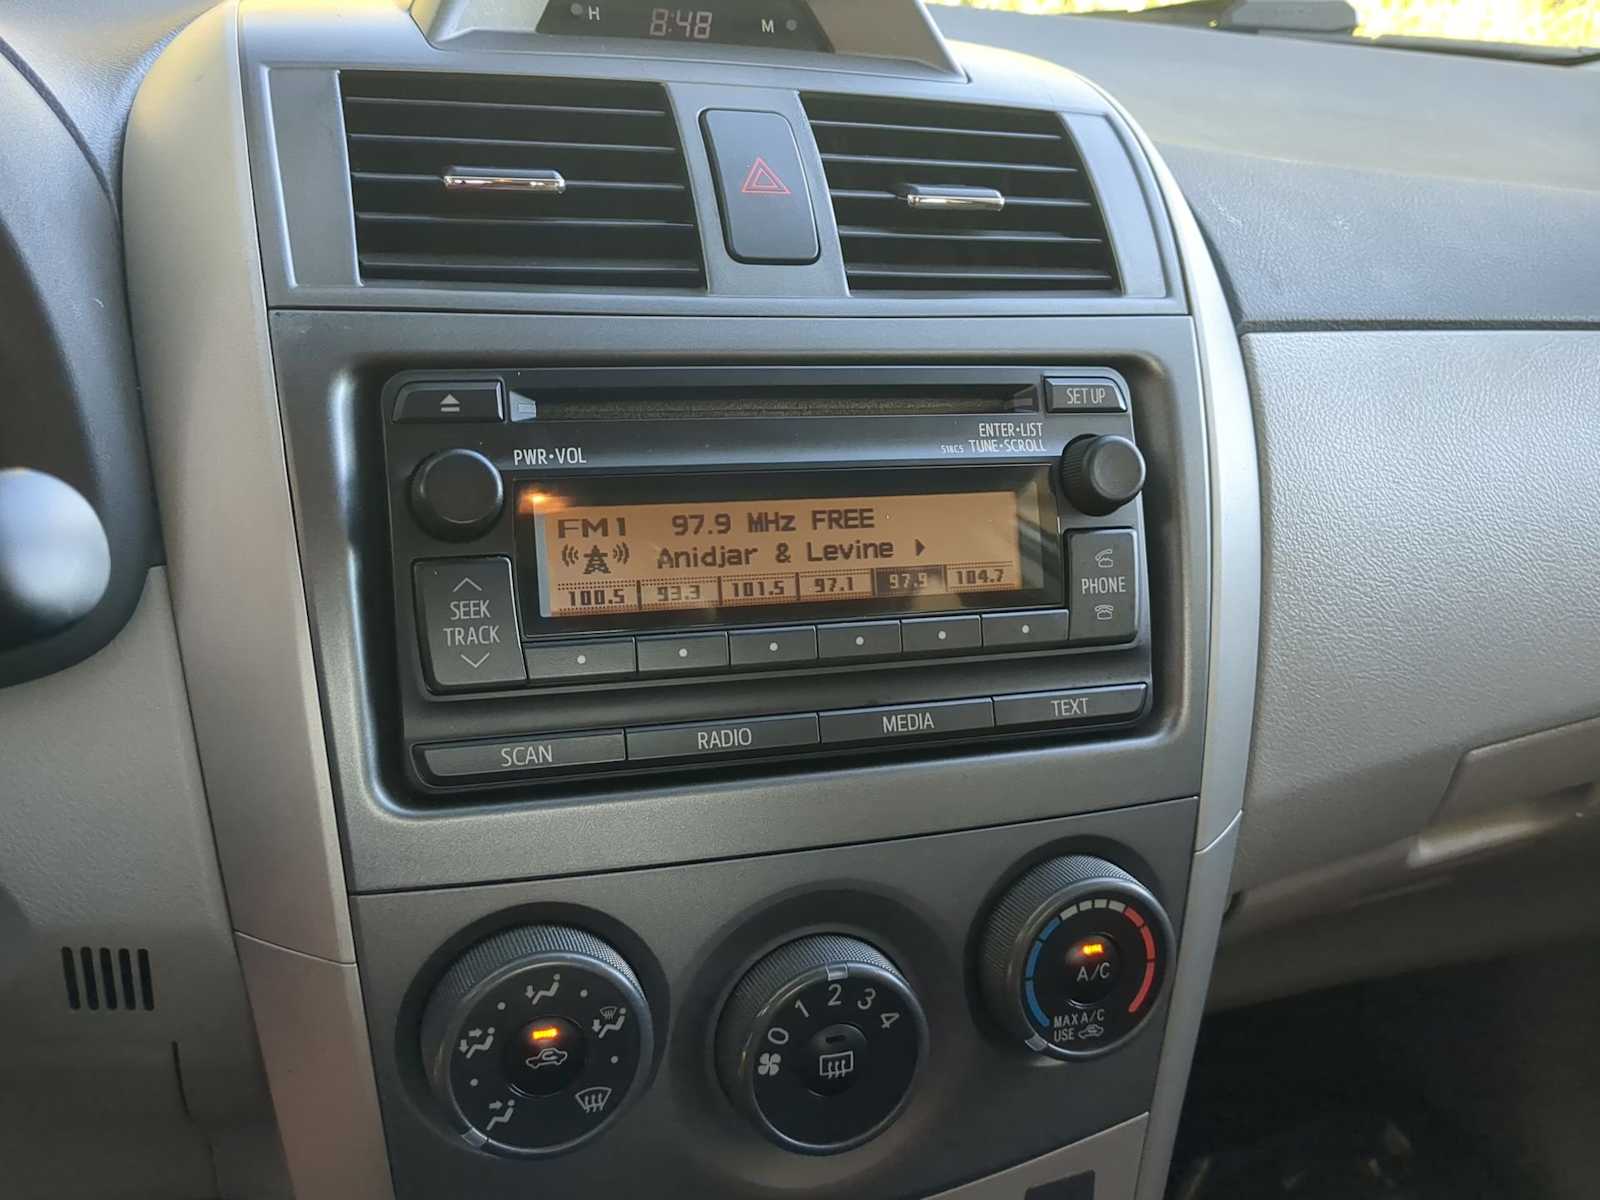 H 8:48 M
SET UP
PWR•VOL
ENTER•LIST
518C5 TUNE•SCROLL
FM1 97.9 MHz FREE
Anidjar & Levine
100.5 93.3 101.5 97.1 97.9 104.7
SEEK
TRACK
PHONE
SCAN RADIO MEDIA TEXT
0 1 2 3 4
A/C
MAX A/C
USE